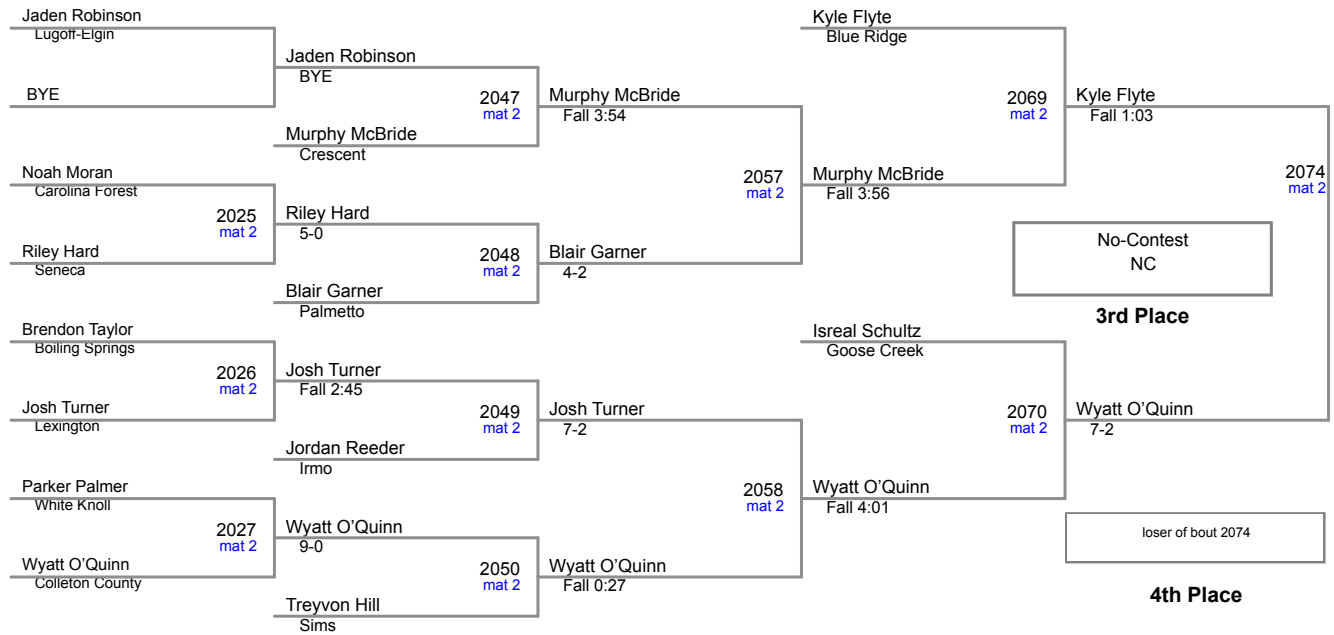 Jaden Robinson
Lugoff-Elgin
BYE
Noah Moran
Carolina Forest
2025
mat 2
Riley Hard
Seneca
Brendon Taylor
Boiling Springs
2026
mat 2
Josh Turner
Lexington
Parker Palmer
White Knoll
2027
mat 2
Wyatt O'Quinn
Colleton County
Jaden Robinson
BYE
2047
mat 2
Murphy McBride
Crescent
Riley Hard
5-0
2048
mat 2
Blair Garner
Palmetto
Josh Turner
Fall 2:45
2049
mat 2
Jordan Reeder
Irmo
Wyatt O'Quinn
9-0
2050
mat 2
Treyvon Hill
Sims
Murphy McBride
Fall 3:54
2057
mat 2
Blair Garner
4-2
Josh Turner
7-2
2058
mat 2
Wyatt O'Quinn
Fall 0:27
Kyle Flyte
Blue Ridge
2069
mat 2
Murphy McBride
Fall 3:56
Isreal Schultz
Goose Creek
2070
mat 2
Wyatt O'Quinn
Fall 4:01
Kyle Flyte
Fall 1:03
2074
mat 2
No-Contest
NC
3rd Place
Wyatt O'Quinn
7-2
loser of bout 2074
4th Place